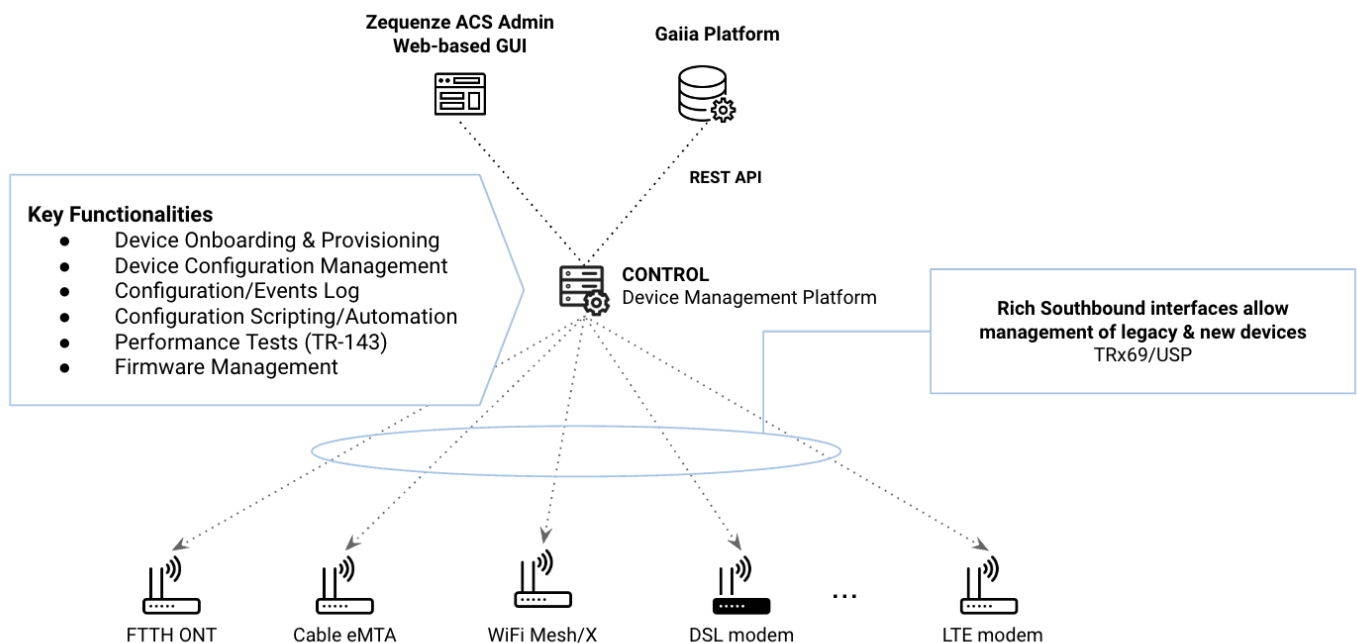 Zequenze ACS Admin
Web-based GUI
Gaiia Platform
REST API
Key Functionalities
● Device Onboarding & Provisioning
● Device Configuration Management
● Configuration/Events Log
● Configuration Scripting/Automation
● Performance Tests (TR-143)
● Firmware Management
CONTROL
Device Management Platform
Rich Southbound interfaces allow
management of legacy & new devices
TRx69/USP
FTTH ONT
Cable eMTA
WiFi Mesh/X
DSL modem
...
LTE modem